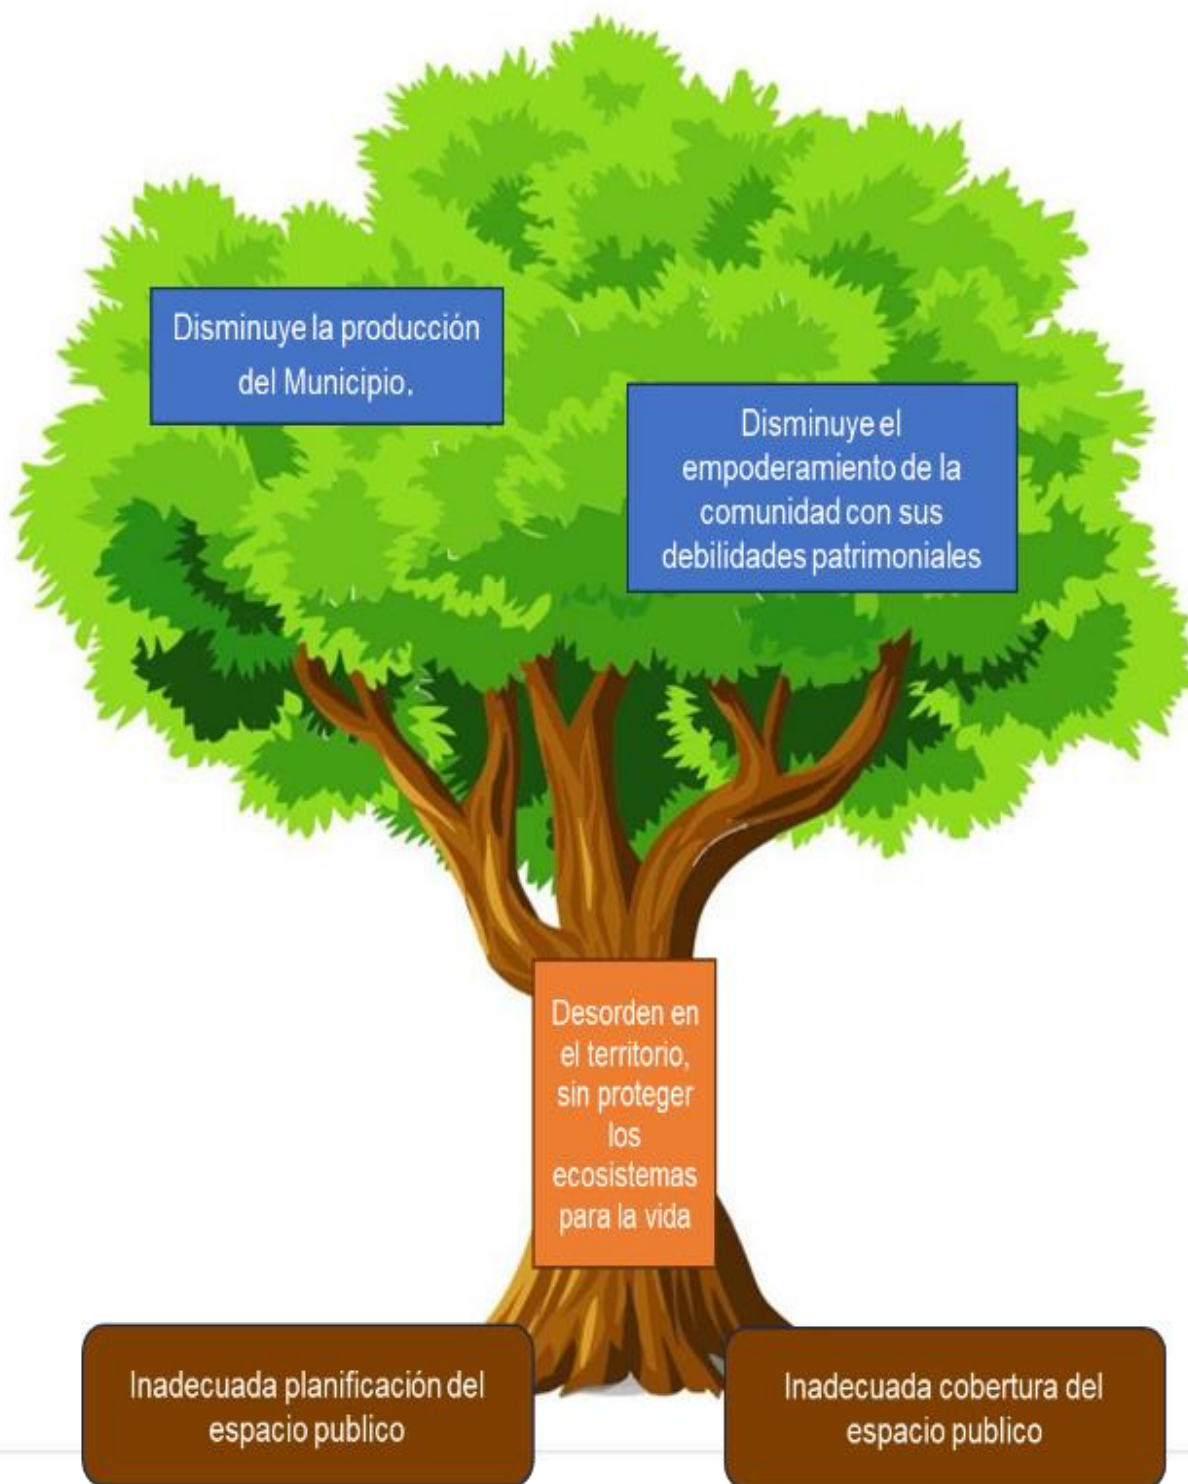 Disminuye la producción
del Municipio.
Disminuye el
empoderamiento de la
comunidad con sus
debilidades patrimoniales
Desorden en
el territorio,
sin proteger
los
ecosistemas
para la vida
Inadecuada planificación del
espacio publico
Inadecuada cobertura del
espacio publico